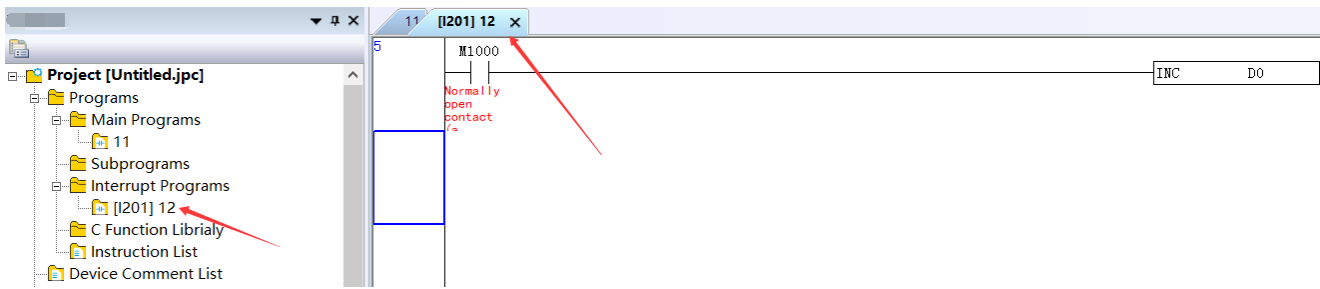 Project [Untitled.jpc]
Programs
Main Programs
11
Subprograms
Interrupt Programs
[I201] 12
C Function Librialy
Instruction List
Device Comment List
11
[I201] 12
5
M1000
INC D0
Normally
open
contact
(a